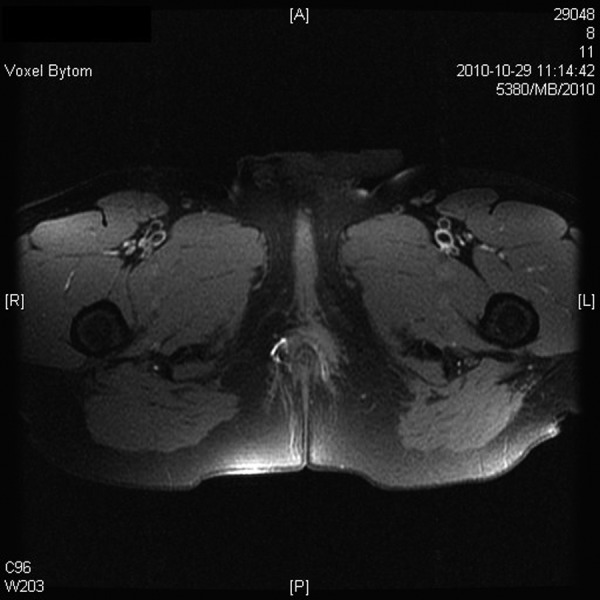 [A]
29048
8
11
Voxel Bytom
2010-10-29 11:14:42
5380/MB/2010
[R]
[L]
C96
W203
[P]